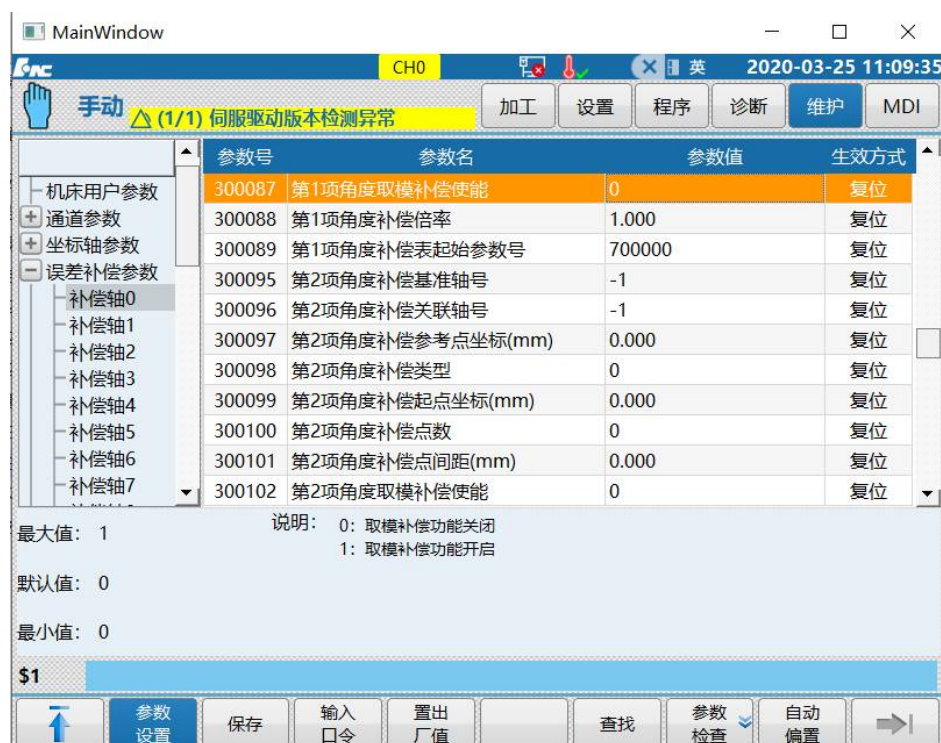 MainWindow
HNC
CH0
英
2020-03-25 11:09:35
手动
(1/1) 伺服驱动版本检测异常
加工
设置
程序
诊断
维护
MDI
机床用户参数
通道参数
坐标轴参数
误差补偿参数
补偿轴0
补偿轴1
补偿轴2
补偿轴3
补偿轴4
补偿轴5
补偿轴6
补偿轴7
参数号 参数名 参数值 生效方式
300087 第1项角度取模补偿使能 0 复位
300088 第1项角度补偿倍率 1.000 复位
300089 第1项角度补偿表起始参数号 700000 复位
300095 第2项角度补偿基准轴号 -1 复位
300096 第2项角度补偿关联轴号 -1 复位
300097 第2项角度补偿参考点坐标(mm) 0.000 复位
300098 第2项角度补偿类型 0 复位
300099 第2项角度补偿起点坐标(mm) 0.000 复位
300100 第2项角度补偿点数 0 复位
300101 第2项角度补偿点间距(mm) 0.000 复位
300102 第2项角度取模补偿使能 0 复位
最大值： 1
默认值： 0
最小值： 0
说明： 0：取模补偿功能关闭
1：取模补偿功能开启
$1
参数
设置
保存
输入
口令
置出
厂值
查找
参数
检查
自动
偏置